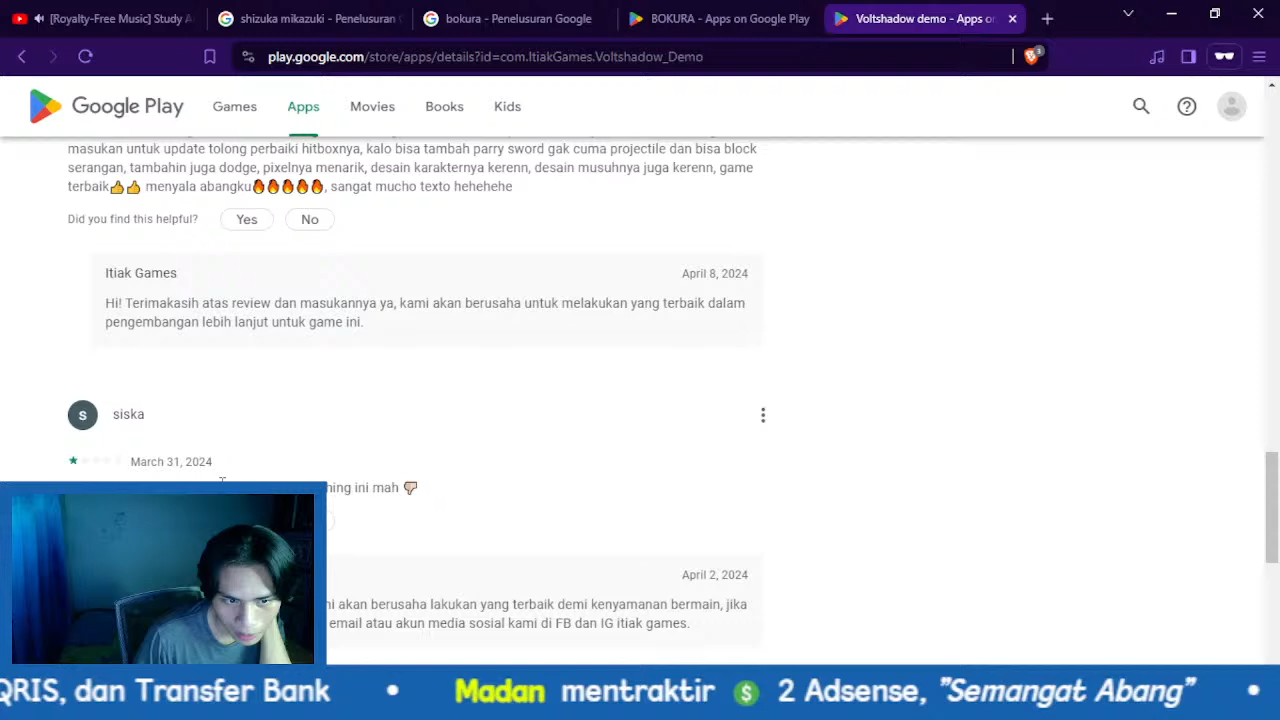 [Royalty-Free Music] Study
shizuka mikazuki - Penelusuran
bokura - Penelusuran Google
BOKURA - Apps on Google Play
Voltshadow demo - Apps o
play.google.com/store/apps/details?id=com.ItiakGames.Voltshadow_Demo
3
Google Play
Games
Apps
Movies
Books
Kids
masukan untuk update tolong perbaiki hitboxnya, kalo bisa tambah parry sword gak cuma projectile dan bisa block
serangan, tambahin juga dodge, pixelnya menarik, desain karakternya kerenn, desain musuhnya juga kerenn, game
terbaik👍👍 menyala abangku🔥🔥🔥🔥🔥, sangat mucho texto hehehehe
Did you find this helpful?
Yes
No
Itiak Games
April 8, 2024
Hi! Terimakasih atas review dan masukannya ya, kami akan berusaha untuk melakukan yang terbaik dalam
pengembangan lebih lanjut untuk game ini.
s
siska
March 31, 2024
ning ini mah 👎
April 2, 2024
akan berusaha lakukan yang terbaik demi kenyamanan bermain, jika
email atau akun media sosial kami di FB dan IG itiak games.
QRIS, dan Transfer Bank • Madan mentraktir 💲 2 Adsense, "Semangat Abang" •